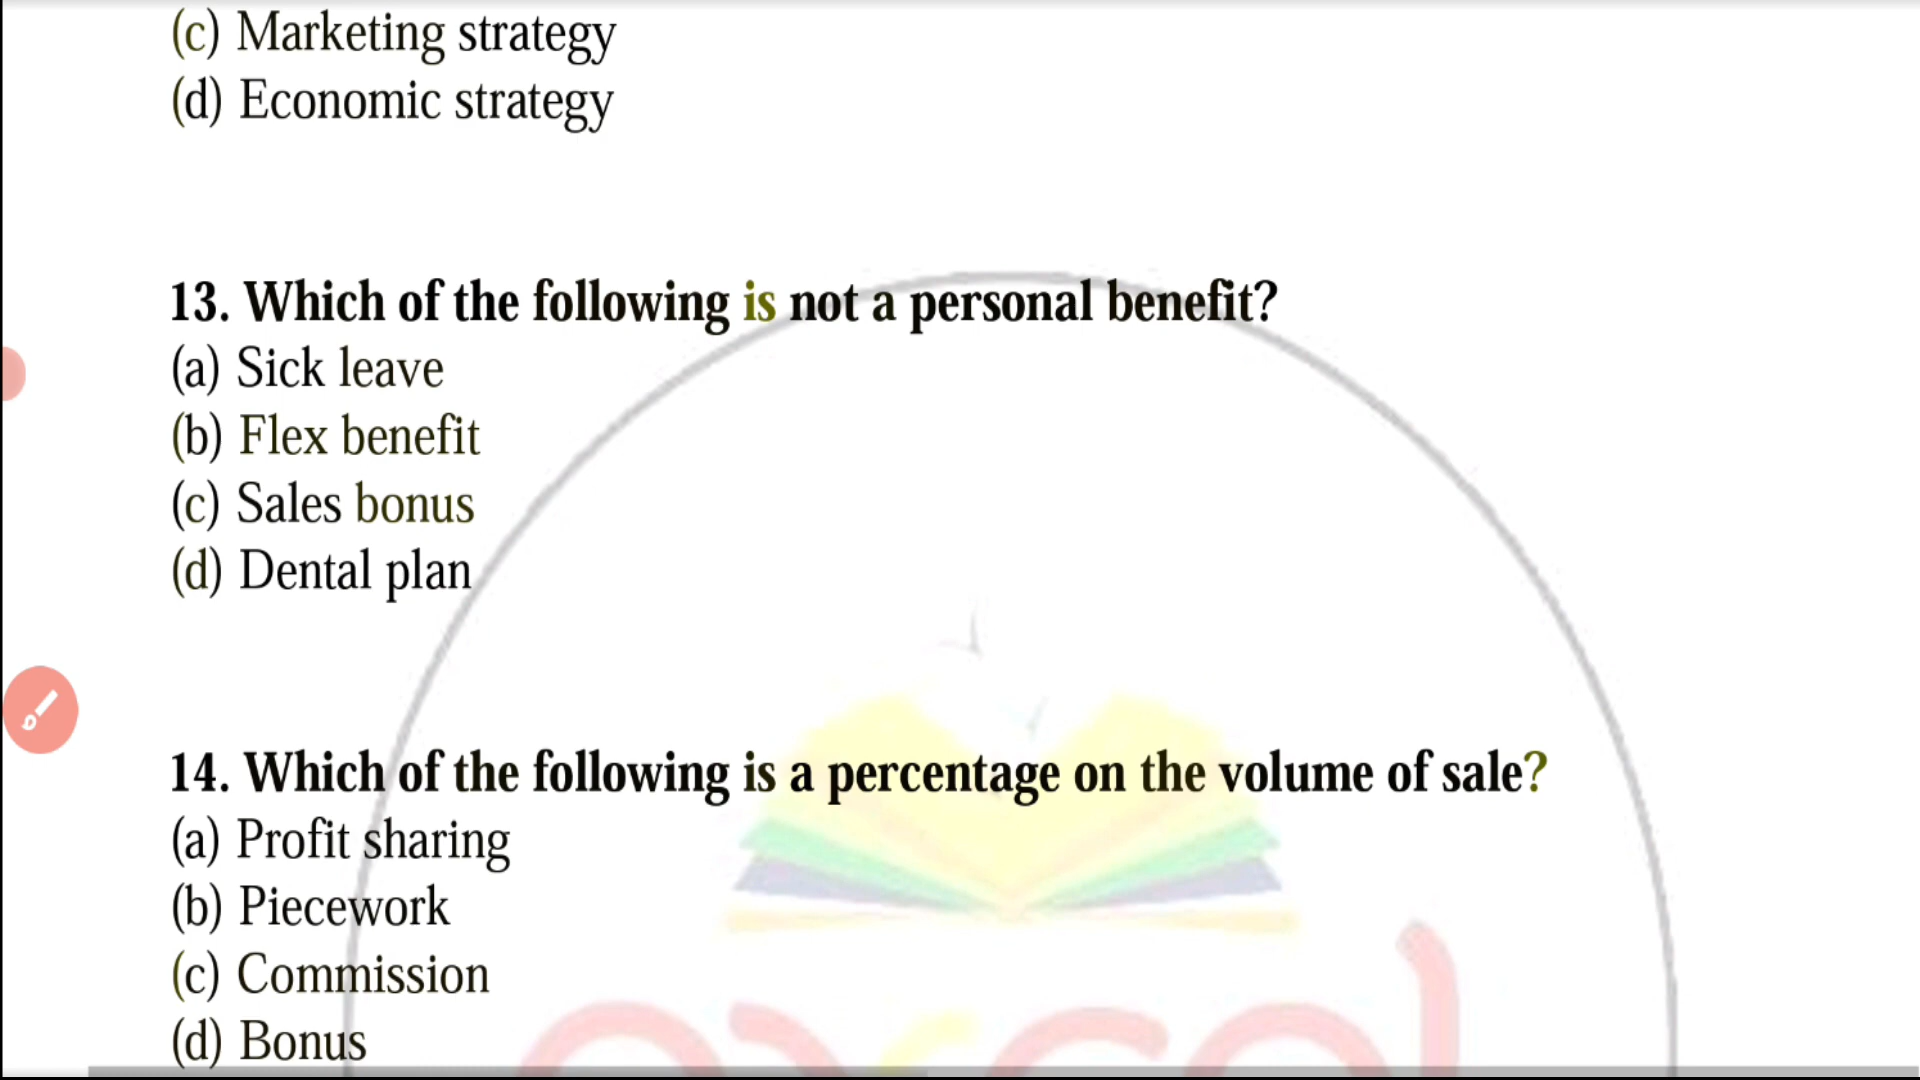 (c) Marketing strategy
(d) Economic strategy
13. Which of the following is not a personal benefit?
(a) Sick leave
(b) Flex benefit
(c) Sales bonus
(d) Dental plan
14. Which of the following is a percentage on the volume of sale?
(a) Profit sharing
(b) Piecework
(c) Commission
(d) Bonus